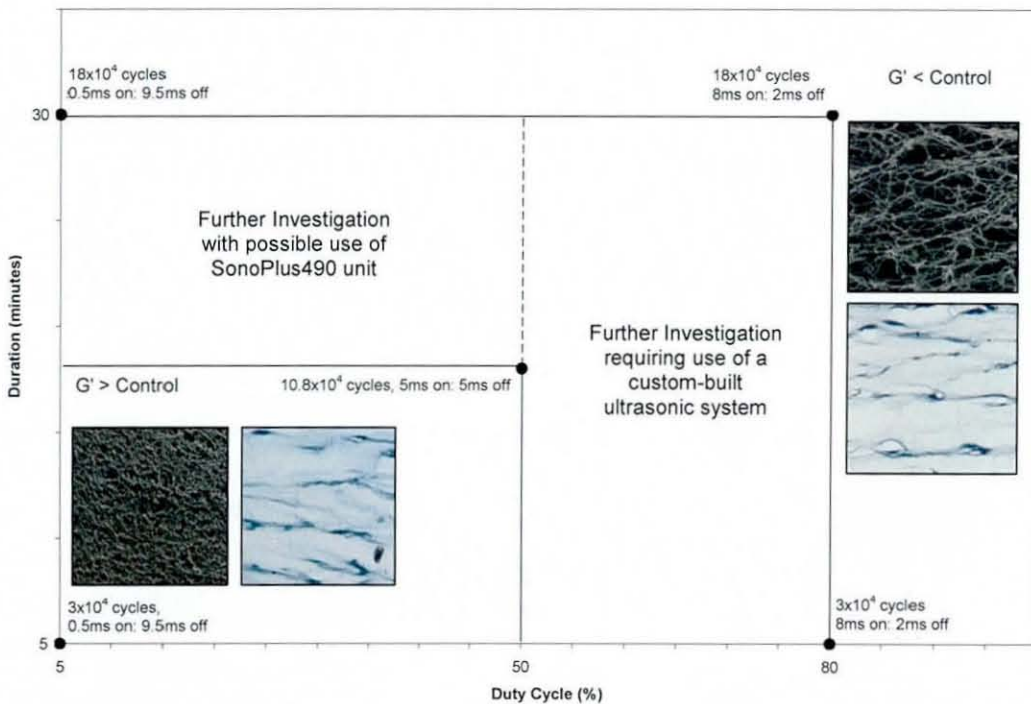 18x10⁴ cycles
0.5ms on: 9.5ms off
18x10⁴ cycles
8ms on: 2ms off
G' < Control
30
Further Investigation
with possible use of
SonoPlus490 unit
Further Investigation
requiring use of a
custom-built
ultrasonic system
Duration (minutes)
G' > Control
10.8x10⁴ cycles, 5ms on: 5ms off
3x10⁴ cycles,
0.5ms on: 9.5ms off
3x10⁴ cycles
8ms on: 2ms off
5
5
50
80
Duty Cycle (%)